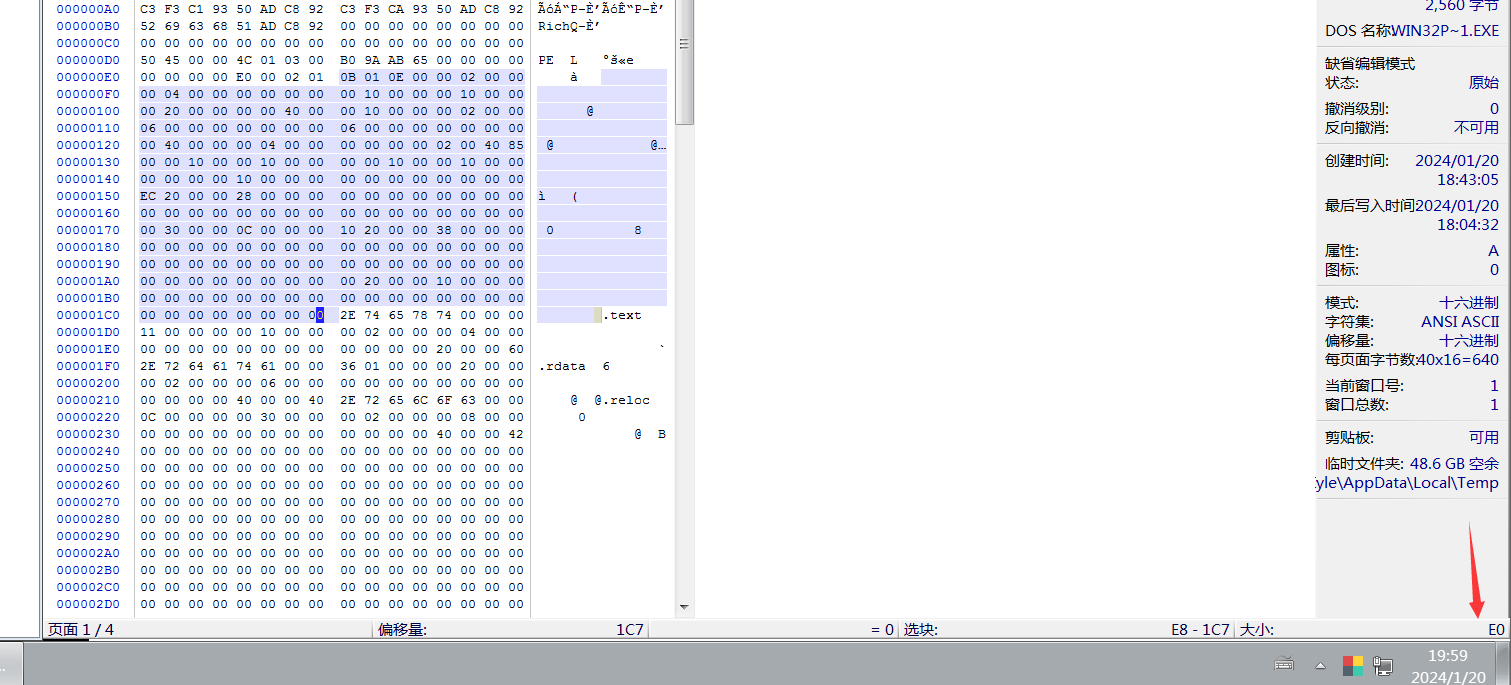 000000A0 C3 F3 C1 93 50 AD C8 92 C3 F3 CA 93 50 AD C8 92 ÃóÁ“P-È’ÃóÊ“P-È’
000000B0 52 69 63 68 51 AD C8 92 00 00 00 00 00 00 00 00 RichQ-È’
000000C0 00 00 00 00 00 00 00 00 00 00 00 00 00 00 00 00
000000D0 50 45 00 00 4C 01 03 00 B0 9A AB 65 00 00 00 00 PE L °š«e
000000E0 00 00 00 00 E0 00 02 01 0B 01 0E 00 00 02 00 00 à
000000F0 00 04 00 00 00 00 00 00 00 10 00 00 00 10 00 00
00000100 00 20 00 00 00 00 40 00 00 10 00 00 00 02 00 00 @
00000110 06 00 00 00 00 00 00 00 06 00 00 00 00 00 00 00
00000120 00 40 00 00 00 04 00 00 00 00 00 00 02 00 40 85 @ @…
00000130 00 00 10 00 00 10 00 00 00 00 10 00 00 10 00 00
00000140 00 00 00 00 10 00 00 00 00 00 00 00 00 00 00 00
00000150 EC 20 00 00 28 00 00 00 00 00 00 00 00 00 00 00 ì (
00000160 00 00 00 00 00 00 00 00 00 00 00 00 00 00 00 00
00000170 00 30 00 00 0C 00 00 00 10 20 00 00 38 00 00 00 0 8
00000180 00 00 00 00 00 00 00 00 00 00 00 00 00 00 00 00
00000190 00 00 00 00 00 00 00 00 00 00 00 00 00 00 00 00
000001A0 00 00 00 00 00 00 00 00 00 20 00 00 10 00 00 00
000001B0 00 00 00 00 00 00 00 00 00 00 00 00 00 00 00 00
000001C0 00 00 00 00 00 00 00 00 2E 74 65 78 74 00 00 00 .text
000001D0 11 00 00 00 00 10 00 00 00 02 00 00 00 04 00 00
000001E0 00 00 00 00 00 00 00 00 00 00 00 00 20 00 00 60 `
000001F0 2E 72 64 61 74 61 00 00 36 01 00 00 00 20 00 00 .rdata 6
00000200 00 02 00 00 00 06 00 00 00 00 00 00 00 00 00 00
00000210 00 00 00 00 40 00 00 40 2E 72 65 6C 6F 63 00 00 @ @.reloc
00000220 0C 00 00 00 00 30 00 00 00 02 00 00 00 08 00 00 0
00000230 00 00 00 00 00 00 00 00 00 00 00 00 40 00 00 42 @ B
00000240 00 00 00 00 00 00 00 00 00 00 00 00 00 00 00 00
00000250 00 00 00 00 00 00 00 00 00 00 00 00 00 00 00 00
00000260 00 00 00 00 00 00 00 00 00 00 00 00 00 00 00 00
00000270 00 00 00 00 00 00 00 00 00 00 00 00 00 00 00 00
00000280 00 00 00 00 00 00 00 00 00 00 00 00 00 00 00 00
00000290 00 00 00 00 00 00 00 00 00 00 00 00 00 00 00 00
000002A0 00 00 00 00 00 00 00 00 00 00 00 00 00 00 00 00
000002B0 00 00 00 00 00 00 00 00 00 00 00 00 00 00 00 00
000002C0 00 00 00 00 00 00 00 00 00 00 00 00 00 00 00 00
000002D0 00 00 00 00 00 00 00 00 00 00 00 00 00 00 00 00
2,560 字节
DOS 名称WIN32P~1.EXE
缺省编辑模式
状态: 原始
撤消级别: 0
反向撤消: 不可用
创建时间: 2024/01/20
18:43:05
最后写入时间2024/01/20
18:04:32
属性: A
图标: 0
模式: 十六进制
字符集: ANSI ASCII
偏移量: 十六进制
每页面字节数:40x16=640
当前窗口号: 1
窗口总数: 1
剪贴板: 可用
临时文件夹: 48.6 GB 空余
yle\AppData\Local\Temp
页面 1 / 4 偏移量: 1C7 = 0 选块: E8 - 1C7 大小: E0
19:59
2024/1/20